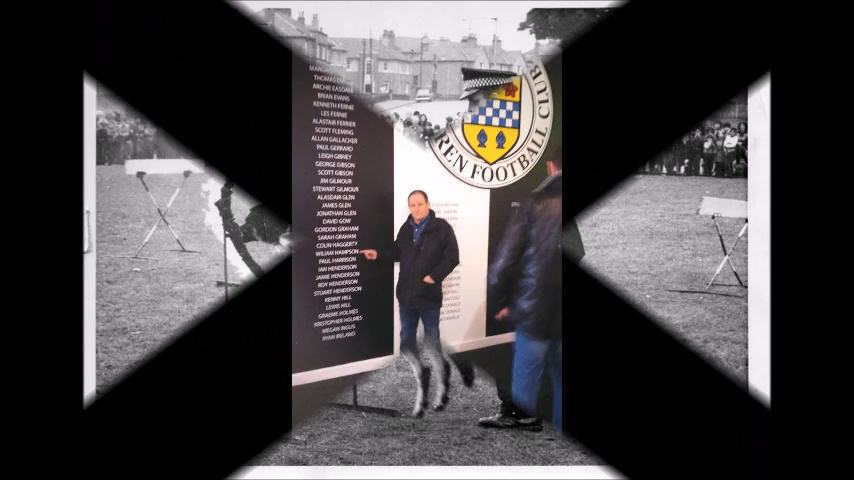 THOMAS
ARCHIE EASDALE
BRIAN EVANS
KENNETH FERNIE
LES FERNIE
ALASTAIR FERRIER
SCOTT FLEMING
ALLAN GALLACHER
PAUL GERRARD
LEIGH GIBNEY
GEORGE GIBSON
SCOTT GIBSON
JIM GILMOUR
STEWART GILMOUR
ALASDAIR GLEN
JAMES GLEN
JONATHAN GLEN
DAVID GOW
GORDON GRAHAM
SARAH GRAHAM
COLIN HAGGERTY
WILLIAM HAMPSON
PAUL HARRISON
IAN HENDERSON
JAMIE HENDERSON
ROY HENDERSON
STUART HENDERSON
KENNY HILL
LEWIS HILL
GRAEME HOLMES
KRISTOPHER HOLMES
MEGAN INGLIS
RYAN IRELAND
REN FOOTBALL CLUB